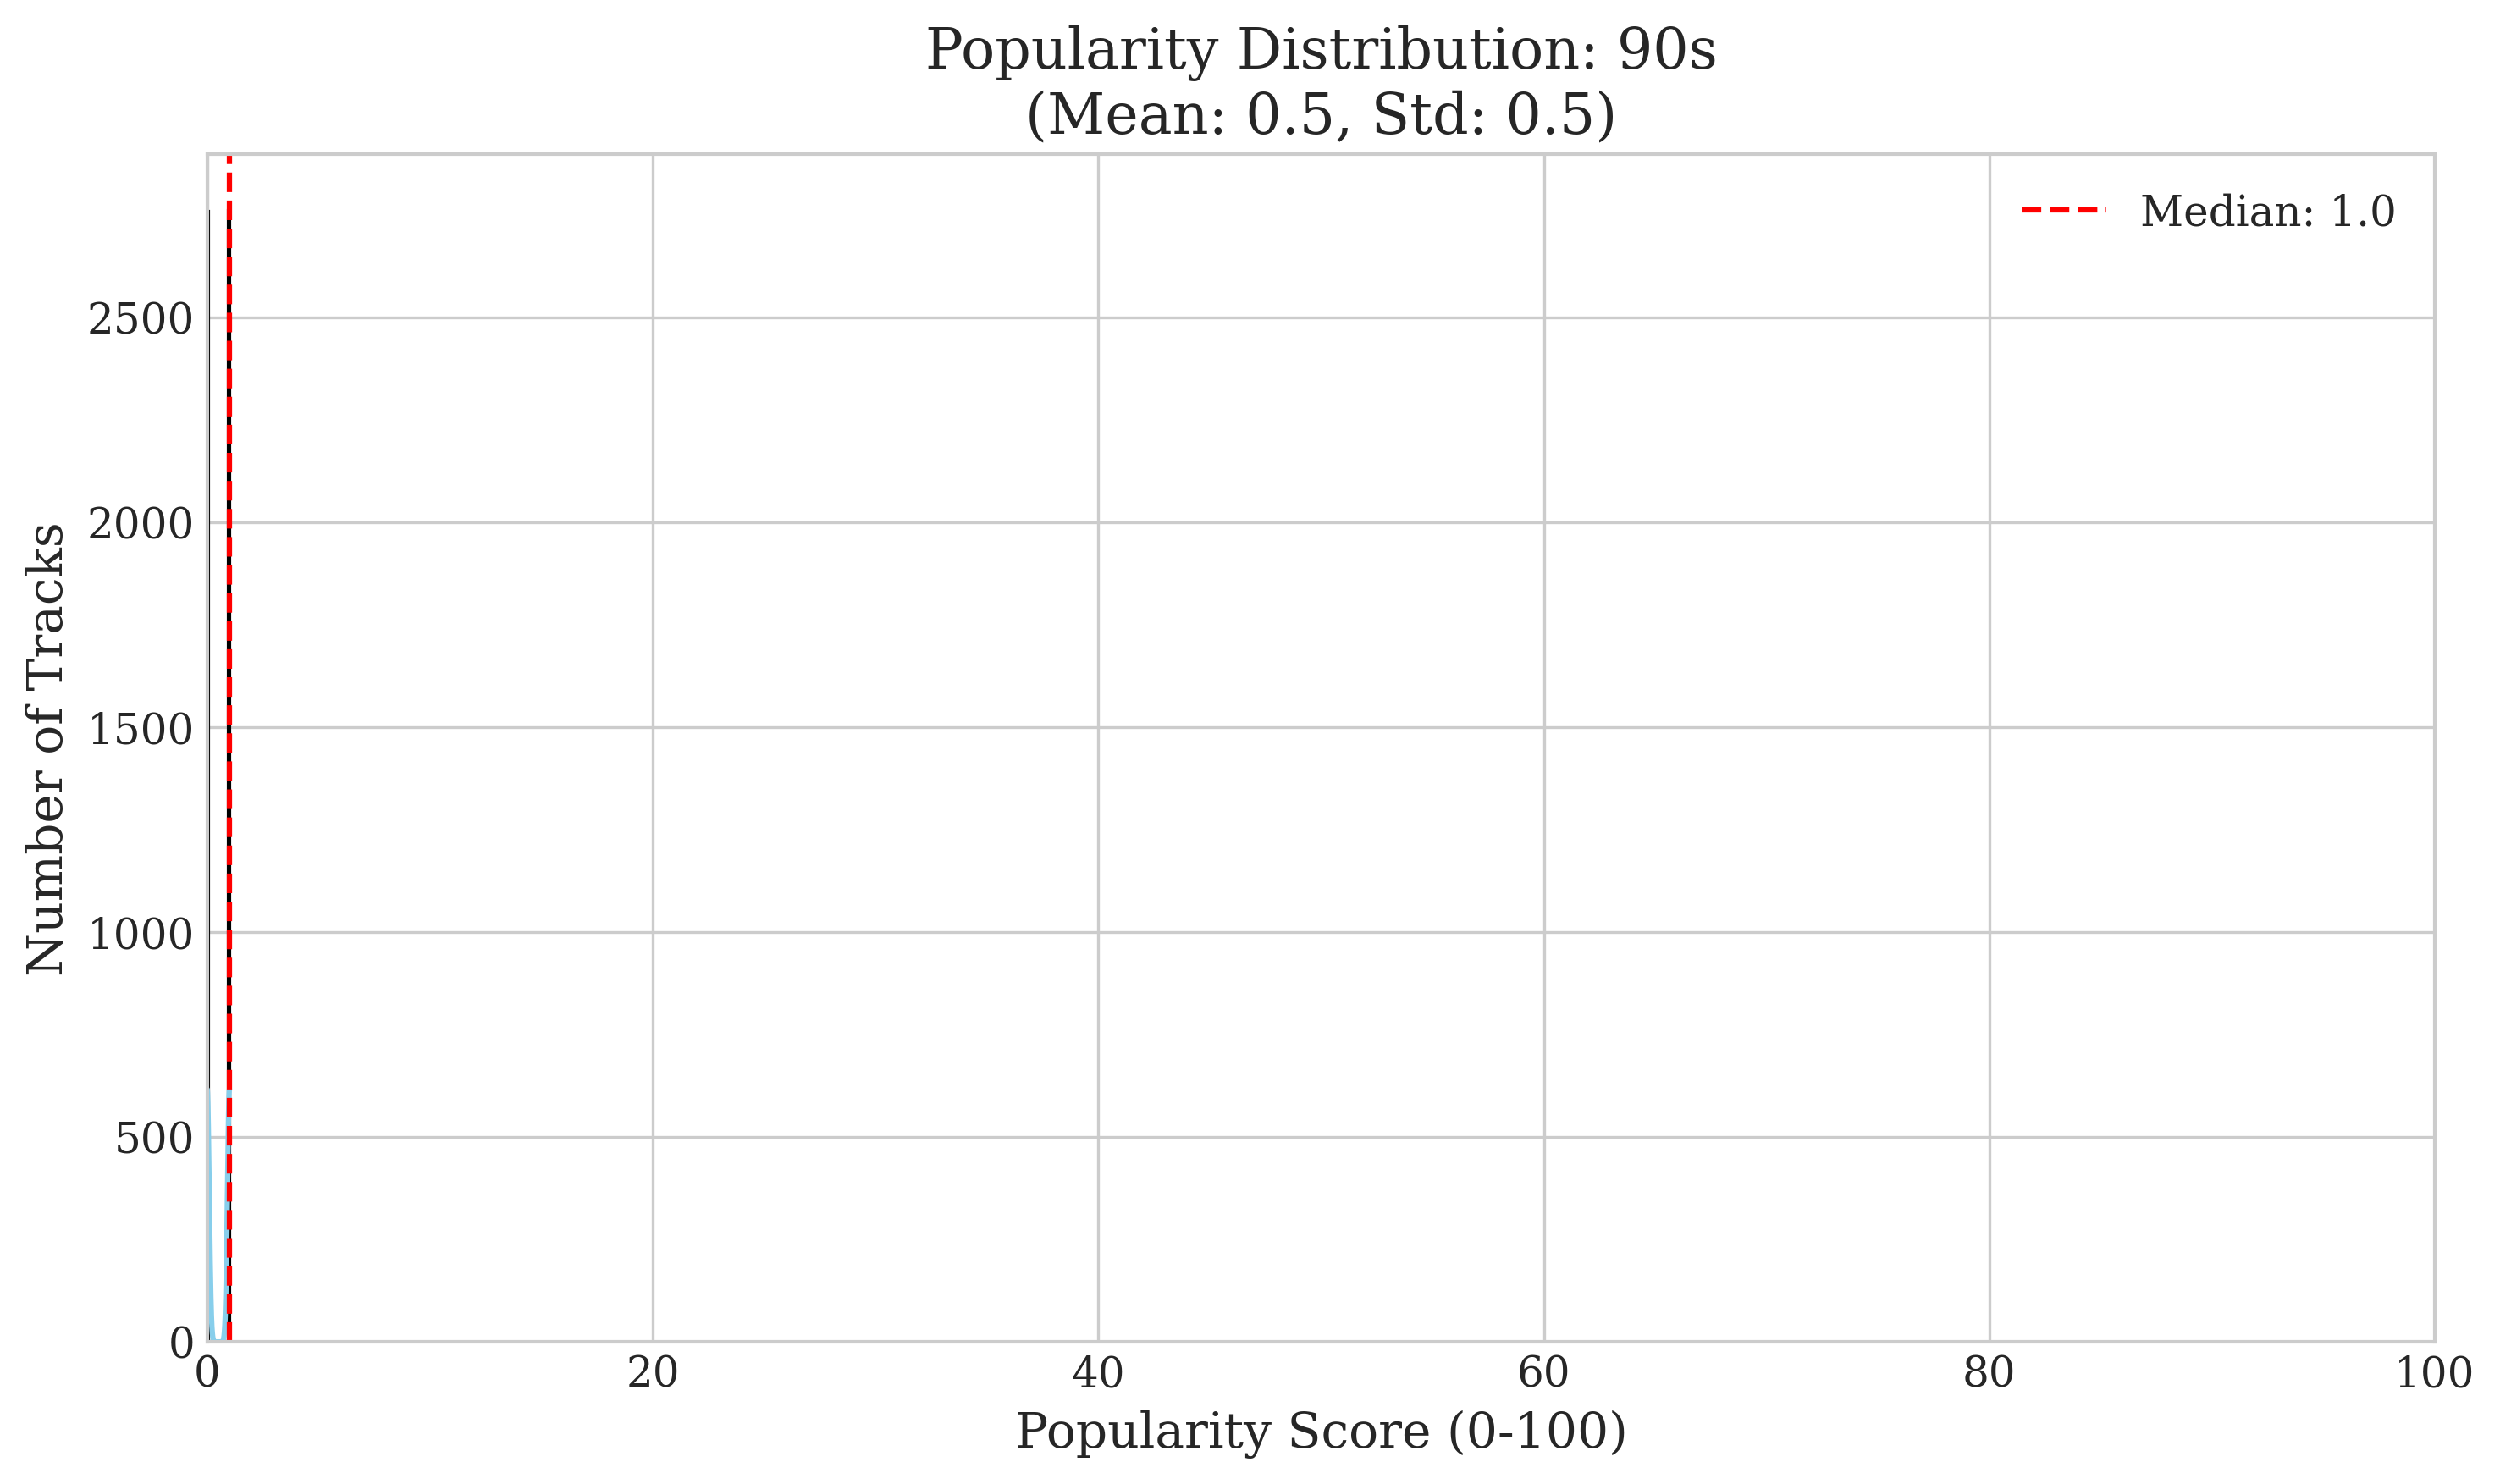 Popularity Distribution: 90s
(Mean: 0.5, Std: 0.5)
Median: 1.0
Number of Tracks
2500
2000
1500
1000
500
0
0 20 40 60 80 100
Popularity Score (0-100)